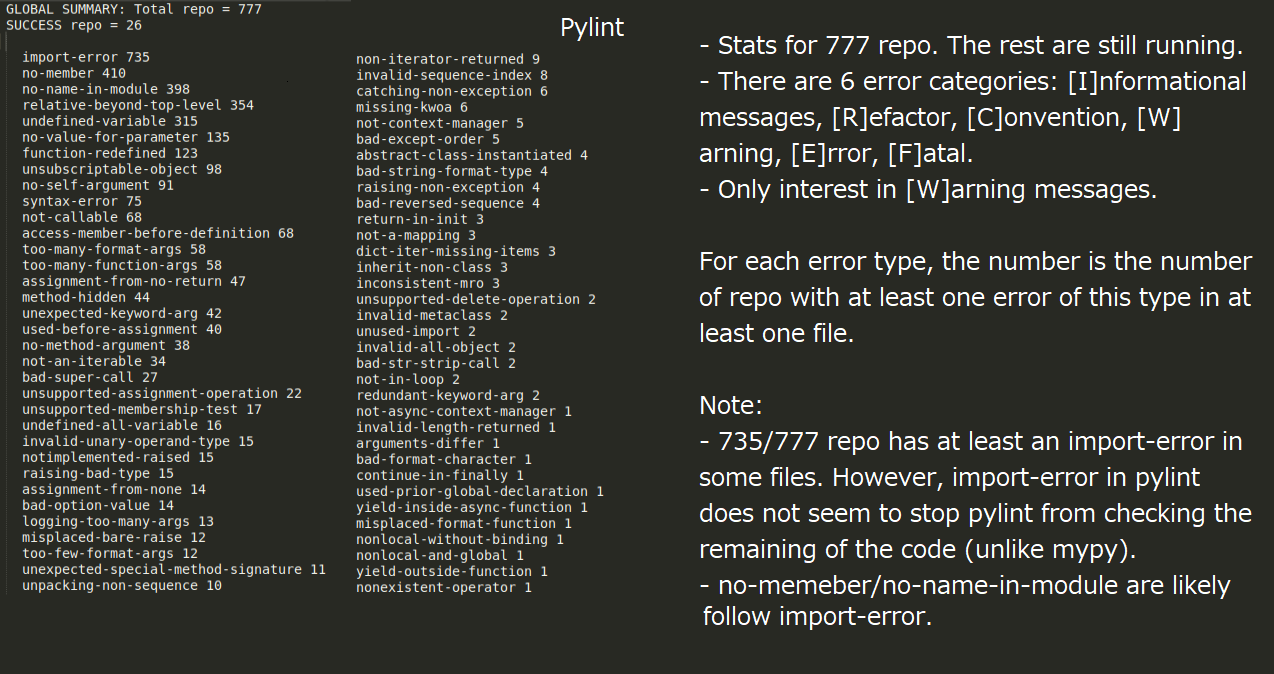 GLOBAL SUMMARY: Total repo = 777
SUCCESS repo = 26
import-error 735
no-member 410
no-name-in-module 398
relative-beyond-top-level 354
undefined-variable 315
no-value-for-parameter 135
function-redefined 123
unsubscriptable-object 98
no-self-argument 91
syntax-error 75
not-callable 68
access-member-before-definition 68
too-many-format-args 58
too-many-function-args 58
assignment-from-no-return 47
method-hidden 44
unexpected-keyword-arg 42
used-before-assignment 40
no-method-argument 38
not-an-iterable 34
bad-super-call 27
unsupported-assignment-operation 22
unsupported-membership-test 17
undefined-all-variable 16
invalid-unary-operand-type 15
notimplemented-raised 15
raising-bad-type 15
assignment-from-none 14
bad-option-value 14
logging-too-many-args 13
misplaced-bare-raise 12
too-few-format-args 12
unexpected-special-method-signature 11
unpacking-non-sequence 10
Pylint
non-iterator-returned 9
invalid-sequence-index 8
catching-non-exception 6
missing-kwoa 6
not-context-manager 5
bad-except-order 5
abstract-class-instantiated 4
bad-string-format-type 4
raising-non-exception 4
bad-reversed-sequence 4
return-in-init 3
not-a-mapping 3
dict-iter-missing-items 3
inherit-non-class 3
inconsistent-mro 3
unsupported-delete-operation 2
invalid-metaclass 2
unused-import 2
invalid-all-object 2
bad-str-strip-call 2
not-in-loop 2
redundant-keyword-arg 2
not-async-context-manager 1
invalid-length-returned 1
arguments-differ 1
bad-format-character 1
continue-in-finally 1
used-prior-global-declaration 1
yield-inside-async-function 1
misplaced-format-function 1
nonlocal-without-binding 1
nonlocal-and-global 1
yield-outside-function 1
nonexistent-operator 1
- Stats for 777 repo. The rest are still running.
- There are 6 error categories: [I]nformational
messages, [R]efactor, [C]onvention, [W]
arning, [E]rror, [F]atal.
- Only interest in [W]arning messages.
For each error type, the number is the number
of repo with at least one error of this type in at
least one file.
Note:
- 735/777 repo has at least an import-error in
some files. However, import-error in pylint
does not seem to stop pylint from checking the
remaining of the code (unlike mypy).
- no-memeber/no-name-in-module are likely
follow import-error.